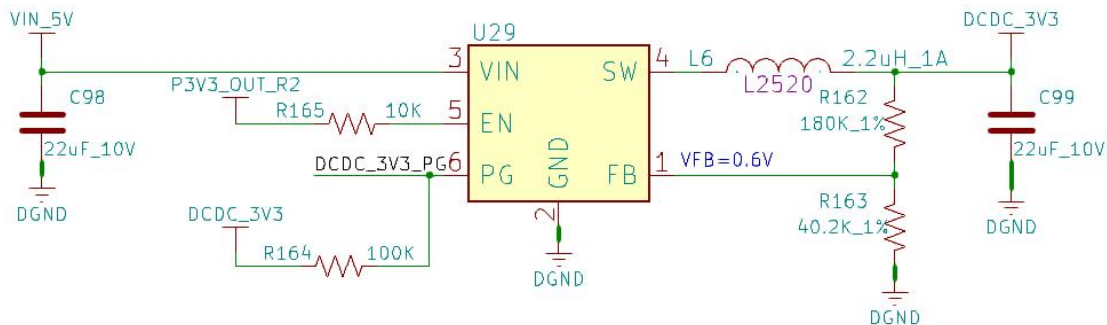 VIN_5V
C98
22uF_10V
DGND
P3V3_OUT_R2
R165 10K
DCDC_3V3_PG
DCDC_3V3
R164 100K
U29
3 VIN SW 4
5 EN
6 PG GND FB 1
2
DGND
L6 2.2uH_1A
L2520
VFB=0.6V
R162
180K_1%
R163
40.2K_1%
DGND
DCDC_3V3
C99
22uF_10V
DGND